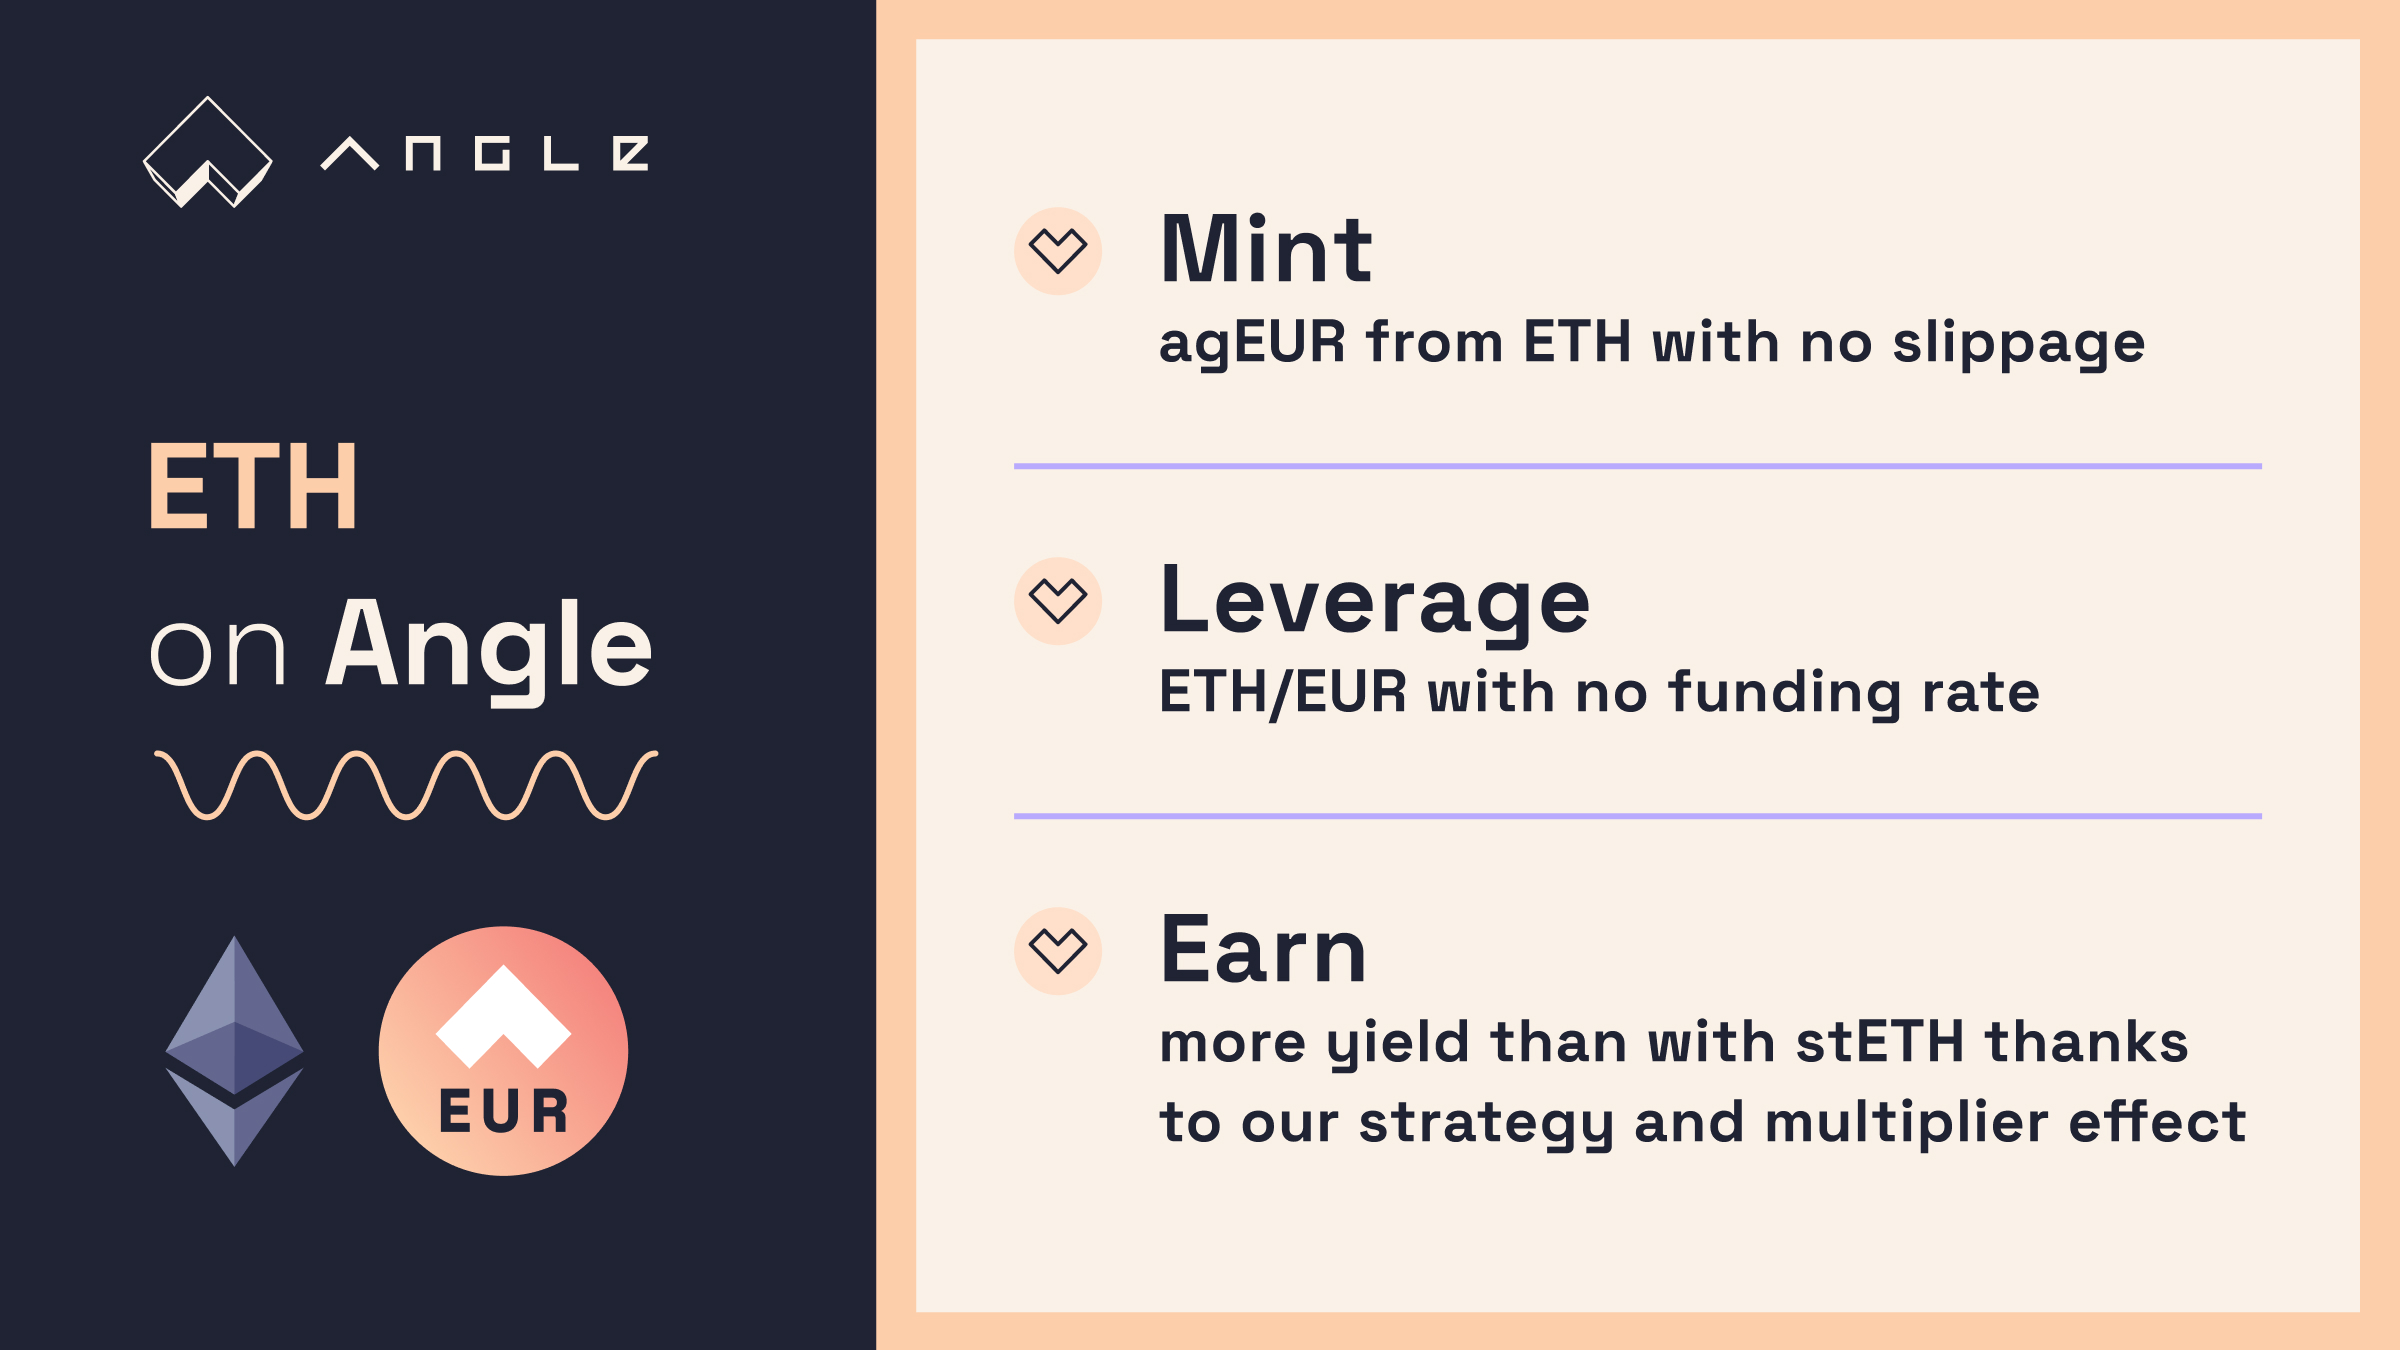 ANGLE
ETH
on Angle
EUR
Mint
agEUR from ETH with no slippage
Leverage
ETH/EUR with no funding rate
Earn
more yield than with stETH thanks
to our strategy and multiplier effect